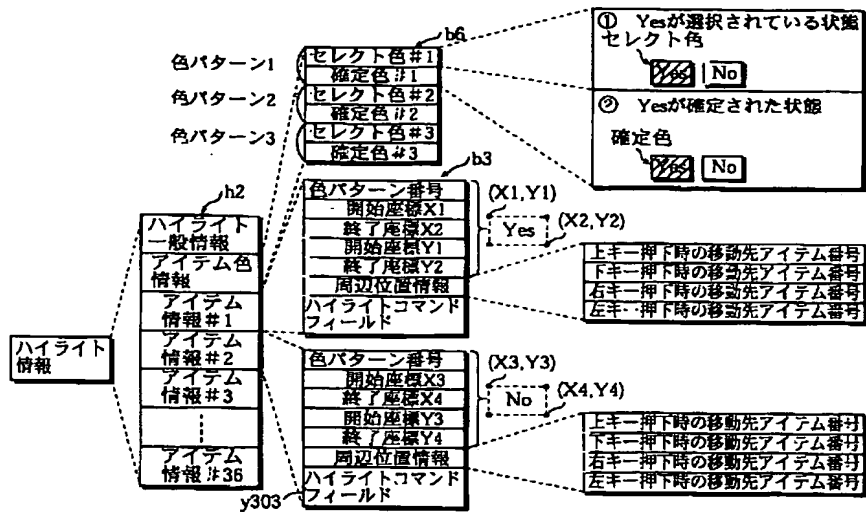 ハイライト
情報
h2
ハイライト
一般情報
アイテム色
情報
アイテム
情報#1
アイテム
情報#2
アイテム
情報#3
アイテム
情報#36
色パターン1
色パターン2
色パターン3
b6
セレクト色#1
確定色#1
セレクト色#2
確定色#2
セレクト色#3
確定色#3
① Yesが選択されている状態
セレクト色
Yes No
② Yesが確定された状態
確定色
Yes No
b3
色パターン番号
開始座標X1
終了座標X2
開始座標Y1
終了座標Y2
周辺位置情報
ハイライトコマンド
フィールド
(X1,Y1)
Yes
(X2,Y2)
上キー押下時の移動先アイテム番号
下キー押下時の移動先アイテム番号
右キー押下時の移動先アイテム番号
左キー押下時の移動先アイテム番号
色パターン番号
開始座標X3
終了座標X4
開始座標Y3
終了座標Y4
周辺位置情報
ハイライトコマンド
フィールド
y303
(X3,Y3)
No
(X4,Y4)
上キー押下時の移動先アイテム番号
下キー押下時の移動先アイテム番号
右キー押下時の移動先アイテム番号
左キー押下時の移動先アイテム番号